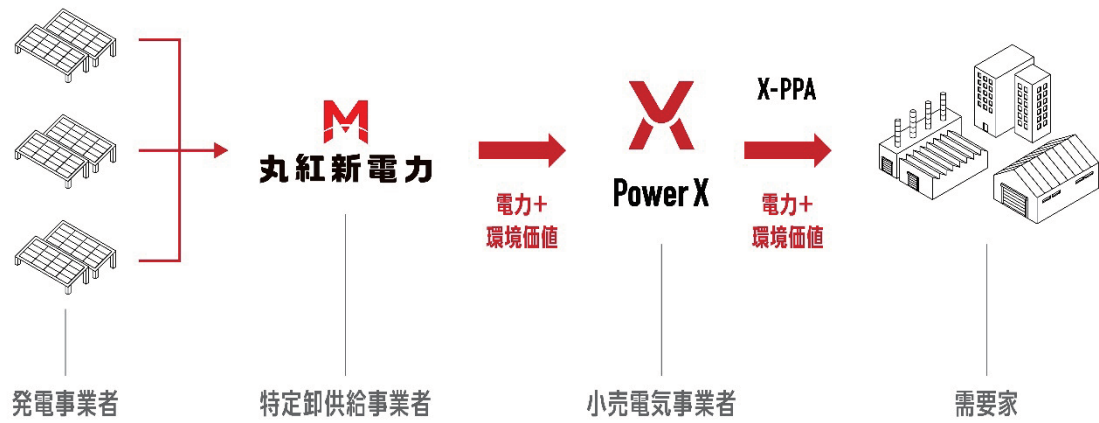 丸紅新電力
電力+
環境価値
Power X
X-PPA
電力+
環境価値
発電事業者
特定卸供給事業者
小売電気事業者
需要家